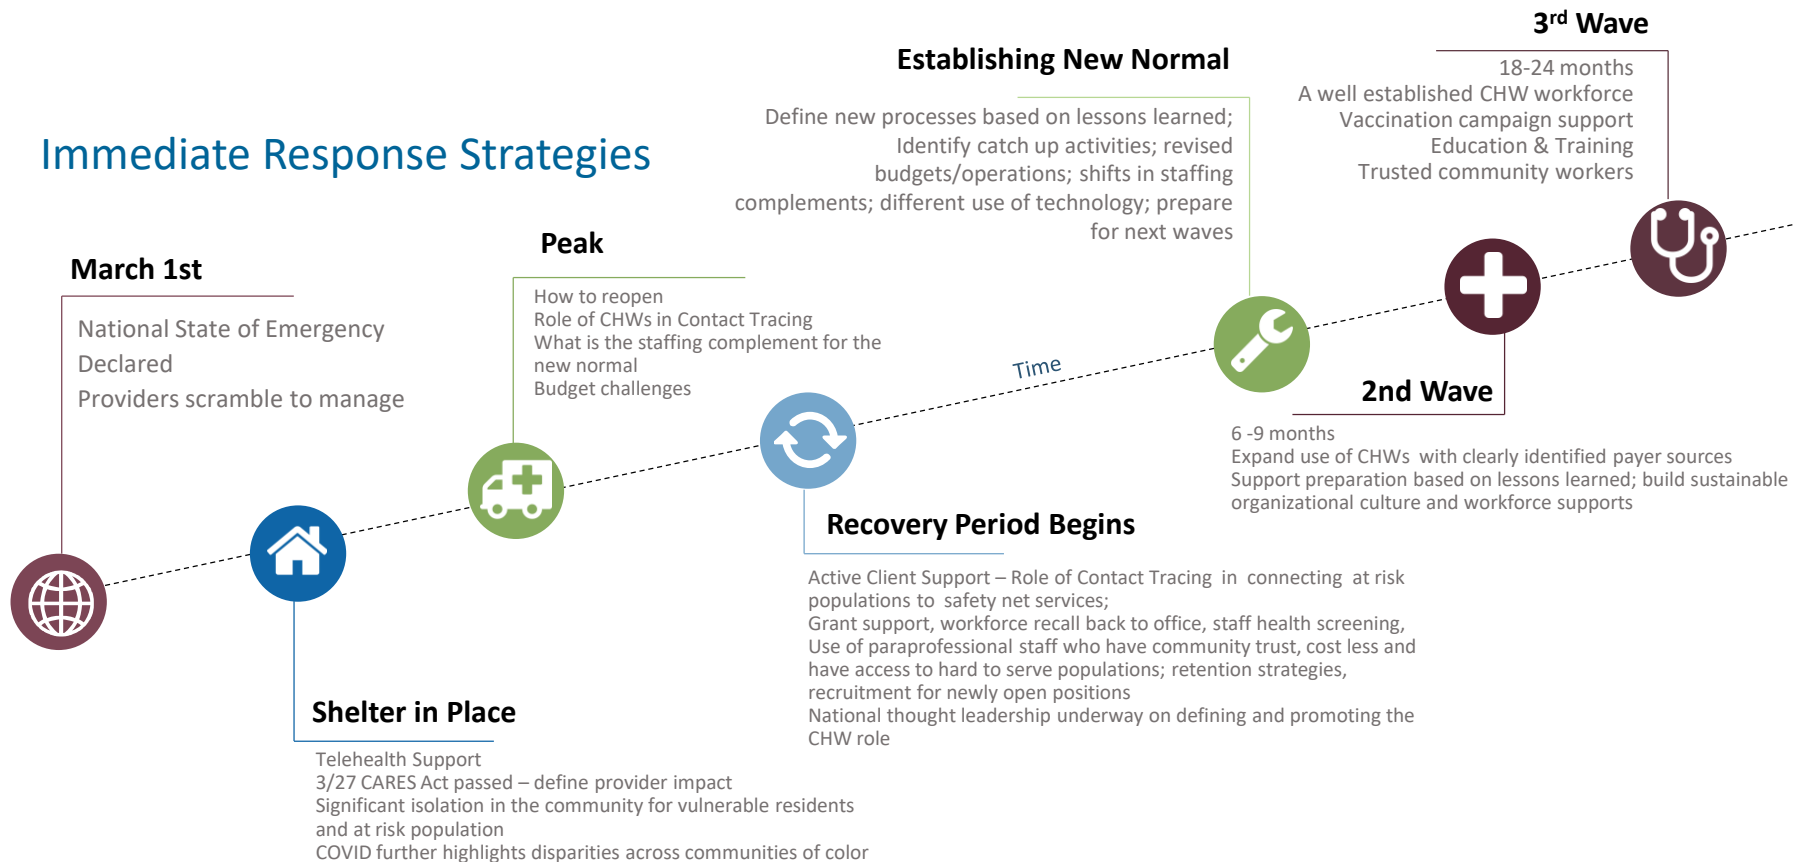 Immediate Response Strategies
March 1st
National State of Emergency
Declared
Providers scramble to manage
Shelter in Place
Telehealth Support
3/27 CARES Act passed – define provider impact
Significant isolation in the community for vulnerable residents
and at risk population
COVID further highlights disparities across communities of color
Peak
How to reopen
Role of CHWs in Contact Tracing
What is the staffing complement for the
new normal
Budget challenges
Recovery Period Begins
Active Client Support – Role of Contact Tracing in connecting at risk
populations to safety net services;
Grant support, workforce recall back to office, staff health screening,
Use of paraprofessional staff who have community trust, cost less and
have access to hard to serve populations; retention strategies,
recruitment for newly open positions
National thought leadership underway on defining and promoting the
CHW role
Time
Establishing New Normal
Define new processes based on lessons learned;
Identify catch up activities; revised
budgets/operations; shifts in staffing
complements; different use of technology; prepare
for next waves
2nd Wave
6 -9 months
Expand use of CHWs with clearly identified payer sources
Support preparation based on lessons learned; build sustainable
organizational culture and workforce supports
3rd Wave
18-24 months
A well established CHW workforce
Vaccination campaign support
Education & Training
Trusted community workers